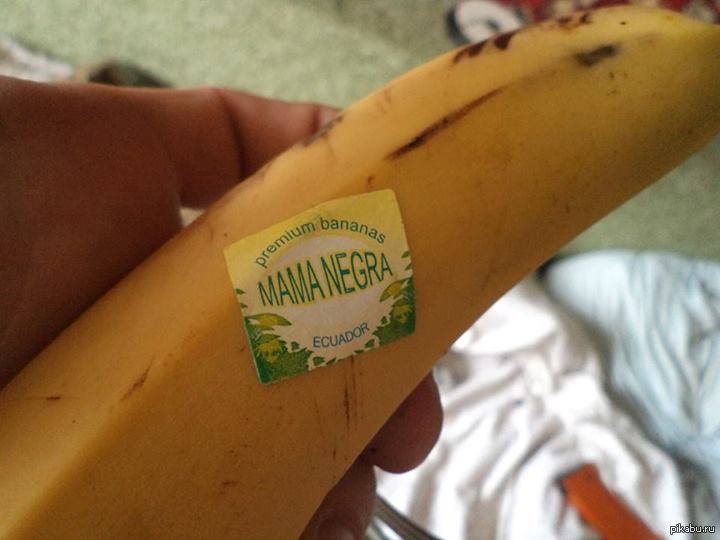 premium bananas
MAMA NEGRA
ECUADOR
pikabu.ru